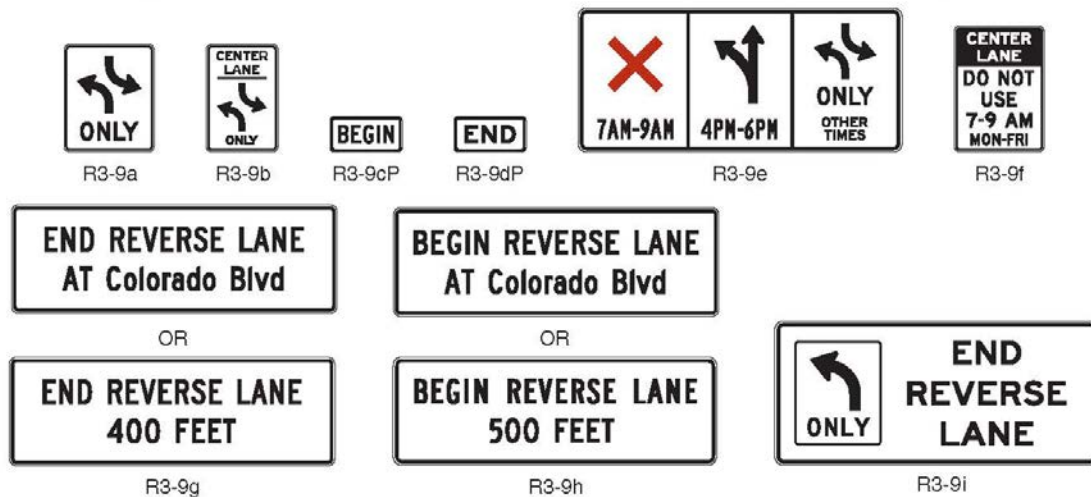 ONLY
R3-9a
CENTER
LANE
ONLY
R3-9b
BEGIN
R3-9cP
END
R3-9dP
7AM-9AM
4PM-6PM
ONLY
OTHER
TIMES
R3-9e
CENTER
LANE
DO NOT
USE
7-9 AM
MON-FRI
R3-9f
END REVERSE LANE
AT Colorado Blvd
OR
END REVERSE LANE
400 FEET
R3-9g
BEGIN REVERSE LANE
AT Colorado Blvd
OR
BEGIN REVERSE LANE
500 FEET
R3-9h
ONLY
END
REVERSE
LANE
R3-9i